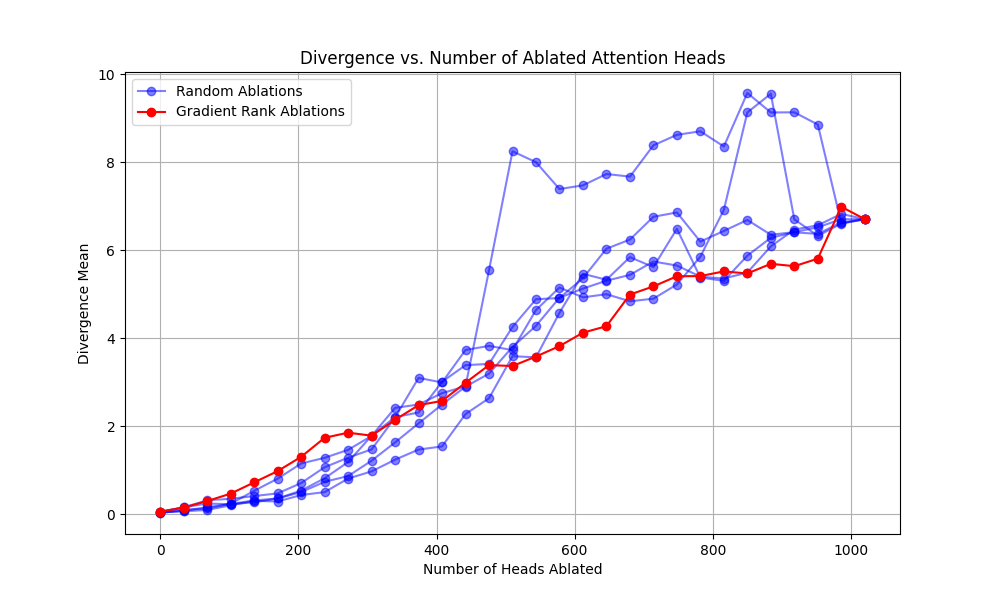 Divergence vs. Number of Ablated Attention Heads
Random Ablations
Gradient Rank Ablations
Divergence Mean
10
8
6
4
2
0
0 200 400 600 800 1000
Number of Heads Ablated